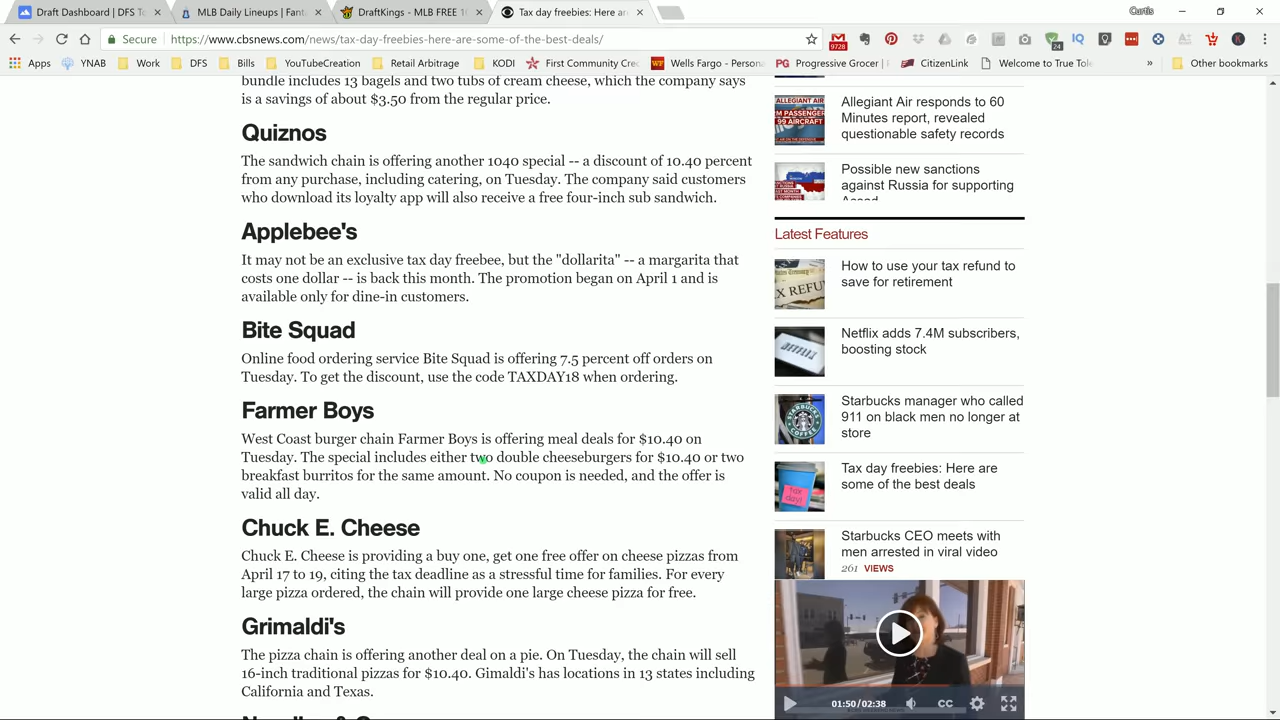 Draft Dashboard | DFS T
MLB Daily Lineups | Fant
DraftKings - MLB FREE 1
Tax day freebies: Here ar
Curtis
Secure
https://www.cbsnews.com/news/tax-day-freebies-here-are-some-of-the-best-deals/
9728
24
Apps
YNAB
Work
DFS
Bills
YouTubeCreation
Retail Arbitrage
KODI
First Community Cre
Wells Fargo - Persona
Progressive Grocer |
CitizenLink
Welcome to True Tole
»
Other bookmarks
bundle includes 13 bagels and two tubs of cream cheese, which the company says
is a savings of about $3.50 from the regular price.
Quiznos
The sandwich chain is offering another 1040 special -- a discount of 10.40 percent
from any purchase, including catering, on Tuesday. The company said customers
who download its loyalty app will also receive a free four-inch sub sandwich.
Applebee's
It may not be an exclusive tax day freebee, but the "dollarita" -- a margarita that
costs one dollar -- is back this month. The promotion began on April 1 and is
available only for dine-in customers.
Bite Squad
Online food ordering service Bite Squad is offering 7.5 percent off orders on
Tuesday. To get the discount, use the code TAXDAY18 when ordering.
Farmer Boys
West Coast burger chain Farmer Boys is offering meal deals for $10.40 on
Tuesday. The special includes either two double cheeseburgers for $10.40 or two
breakfast burritos for the same amount. No coupon is needed, and the offer is
valid all day.
Chuck E. Cheese
Chuck E. Cheese is providing a buy one, get one free offer on cheese pizzas from
April 17 to 19, citing the tax deadline as a stressful time for families. For every
large pizza ordered, the chain will provide one large cheese pizza for free.
Grimaldi's
The pizza chain is offering another deal on a pie. On Tuesday, the chain will sell
16-inch traditional pizzas for $10.40. Gimaldi's has locations in 13 states including
California and Texas.
Allegiant Air responds to 60
Minutes report, revealed
questionable safety records
Possible new sanctions
against Russia for supporting
Assad
Latest Features
How to use your tax refund to
save for retirement
Netflix adds 7.4M subscribers,
boosting stock
Starbucks manager who called
911 on black men no longer at
store
Tax day freebies: Here are
some of the best deals
Starbucks CEO meets with
men arrested in viral video
261 VIEWS
01:50/02:38
CC